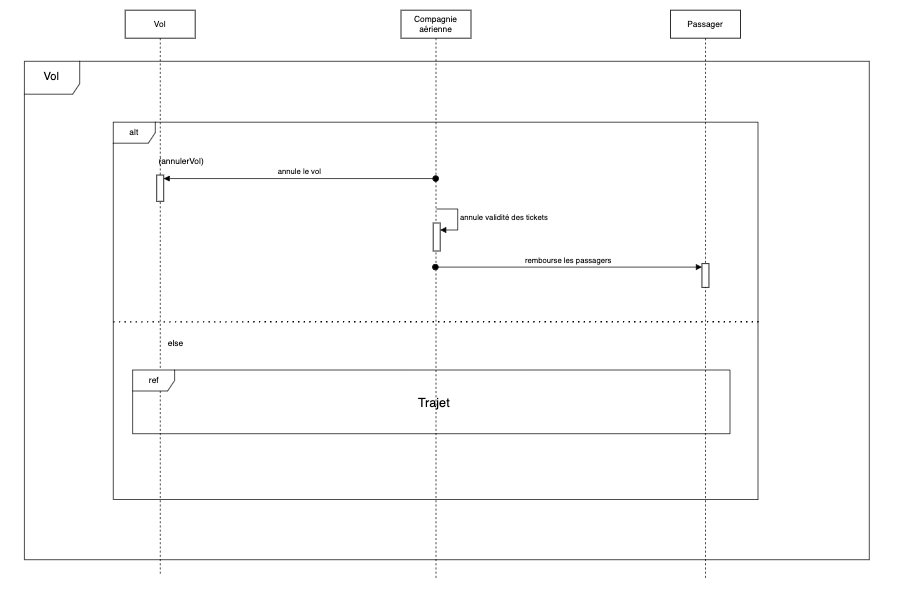 Vol
Compagnie
aérienne
Passager
Vol
alt
(annulerVol)
annule le vol
annule validité des tickets
rembourse les passagers
else
ref
Trajet